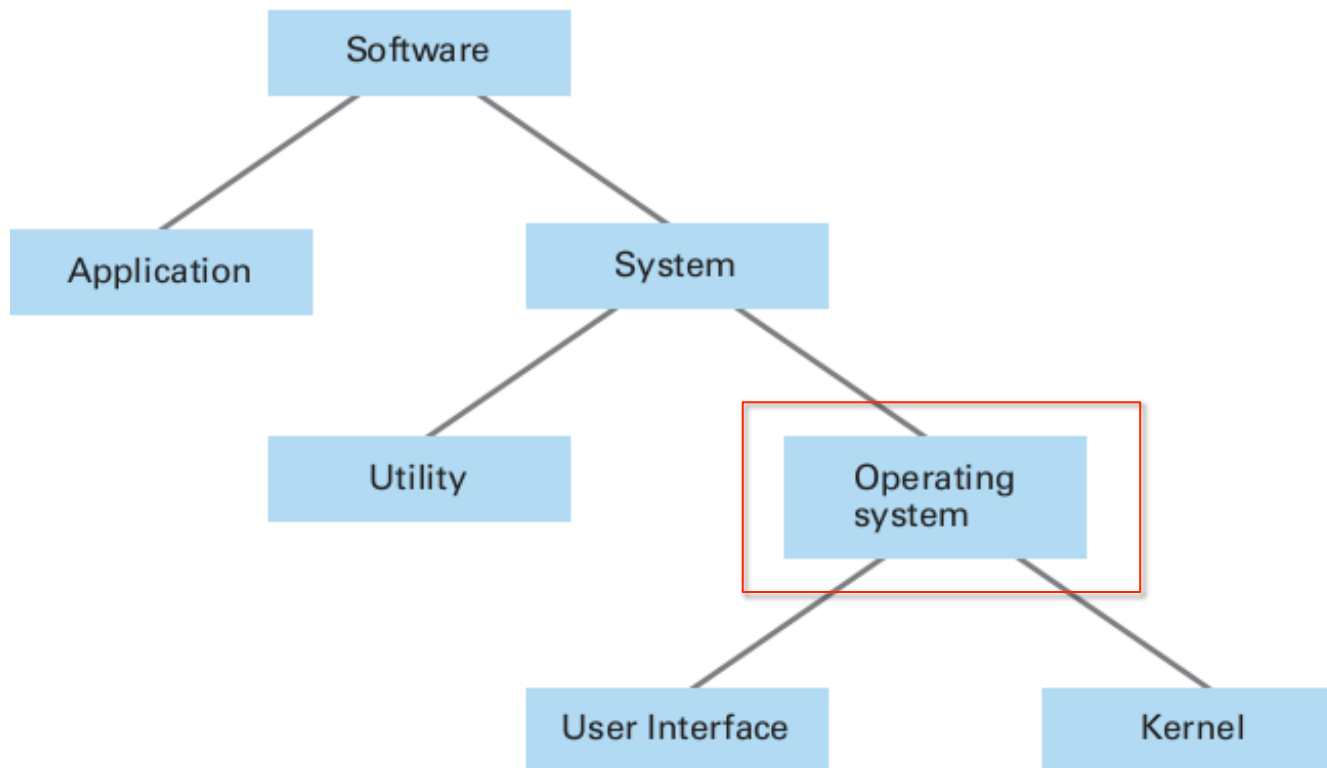 Software
Application
System
Utility
Operating
system
User Interface
Kernel